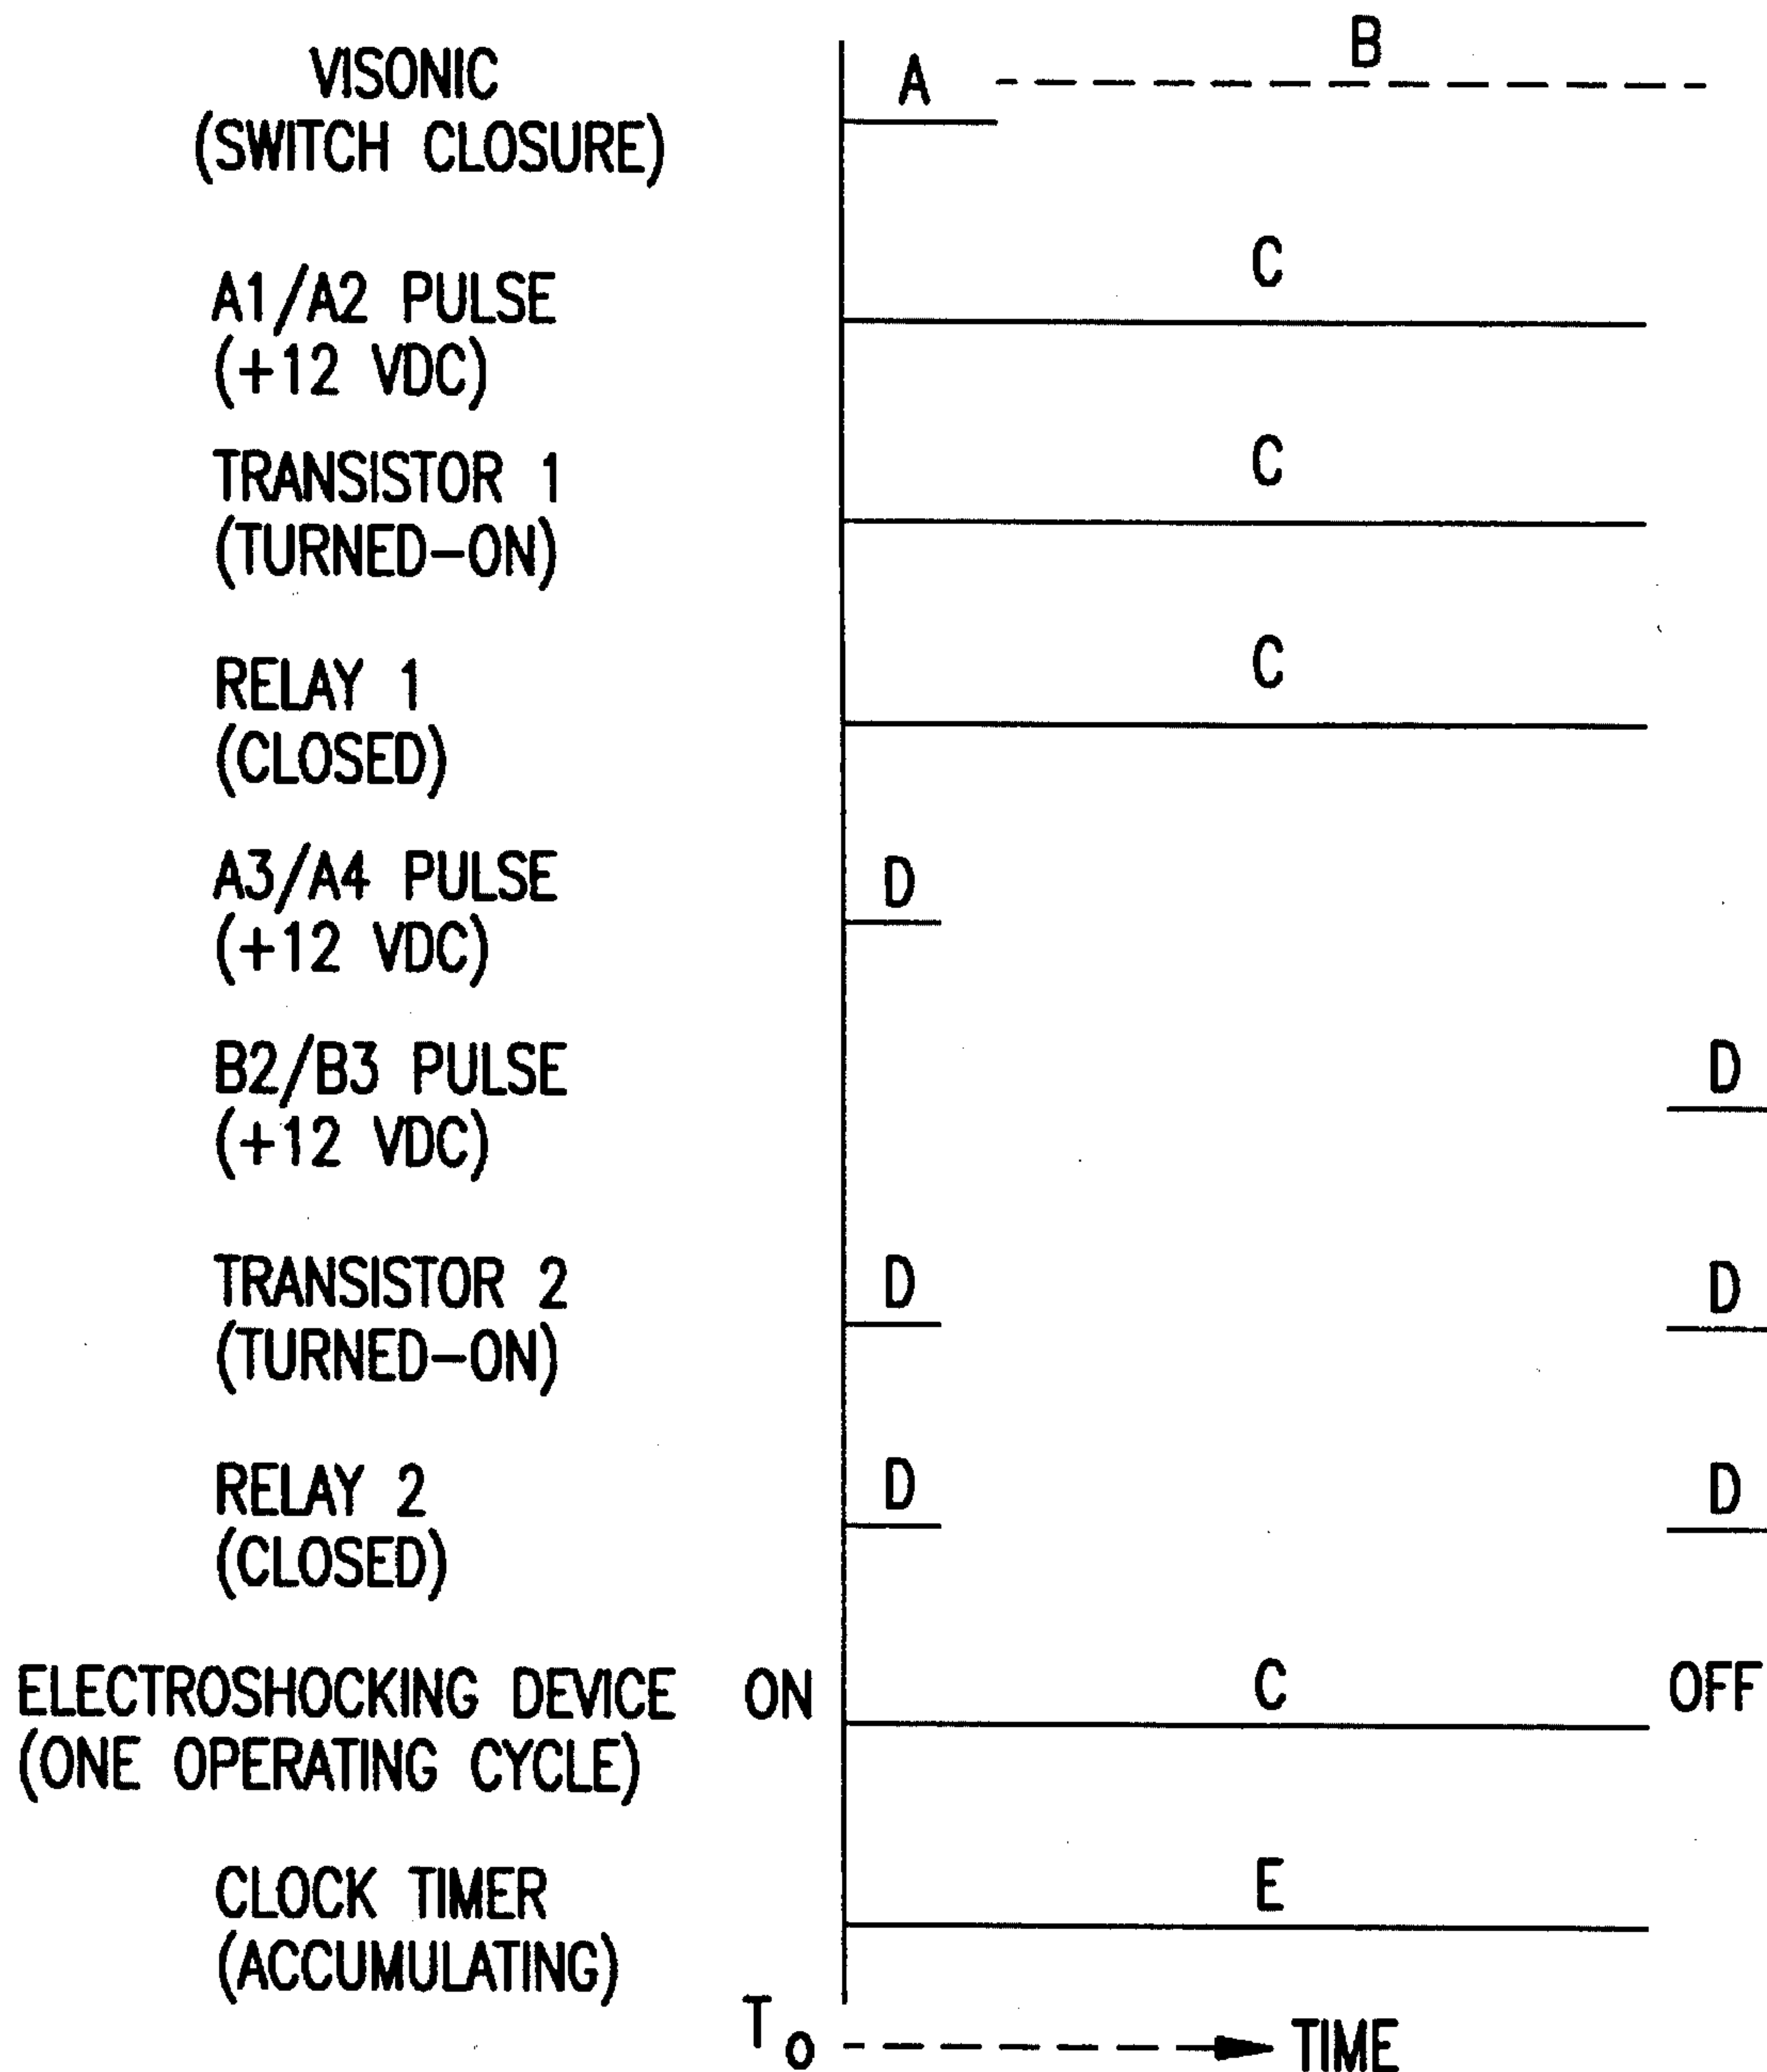 VISONIC
(SWITCH CLOSURE)
A
B
A1/A2 PULSE
(+12 VDC)
C
TRANSISTOR 1
(TURNED-ON)
C
RELAY 1
(CLOSED)
C
A3/A4 PULSE
(+12 VDC)
D
B2/B3 PULSE
(+12 VDC)
D
TRANSISTOR 2
(TURNED-ON)
D
D
RELAY 2
(CLOSED)
D
D
ELECTROSHOCKING DEVICE
(ONE OPERATING CYCLE)
ON
C
OFF
CLOCK TIMER
(ACCUMULATING)
E
T0
TIME